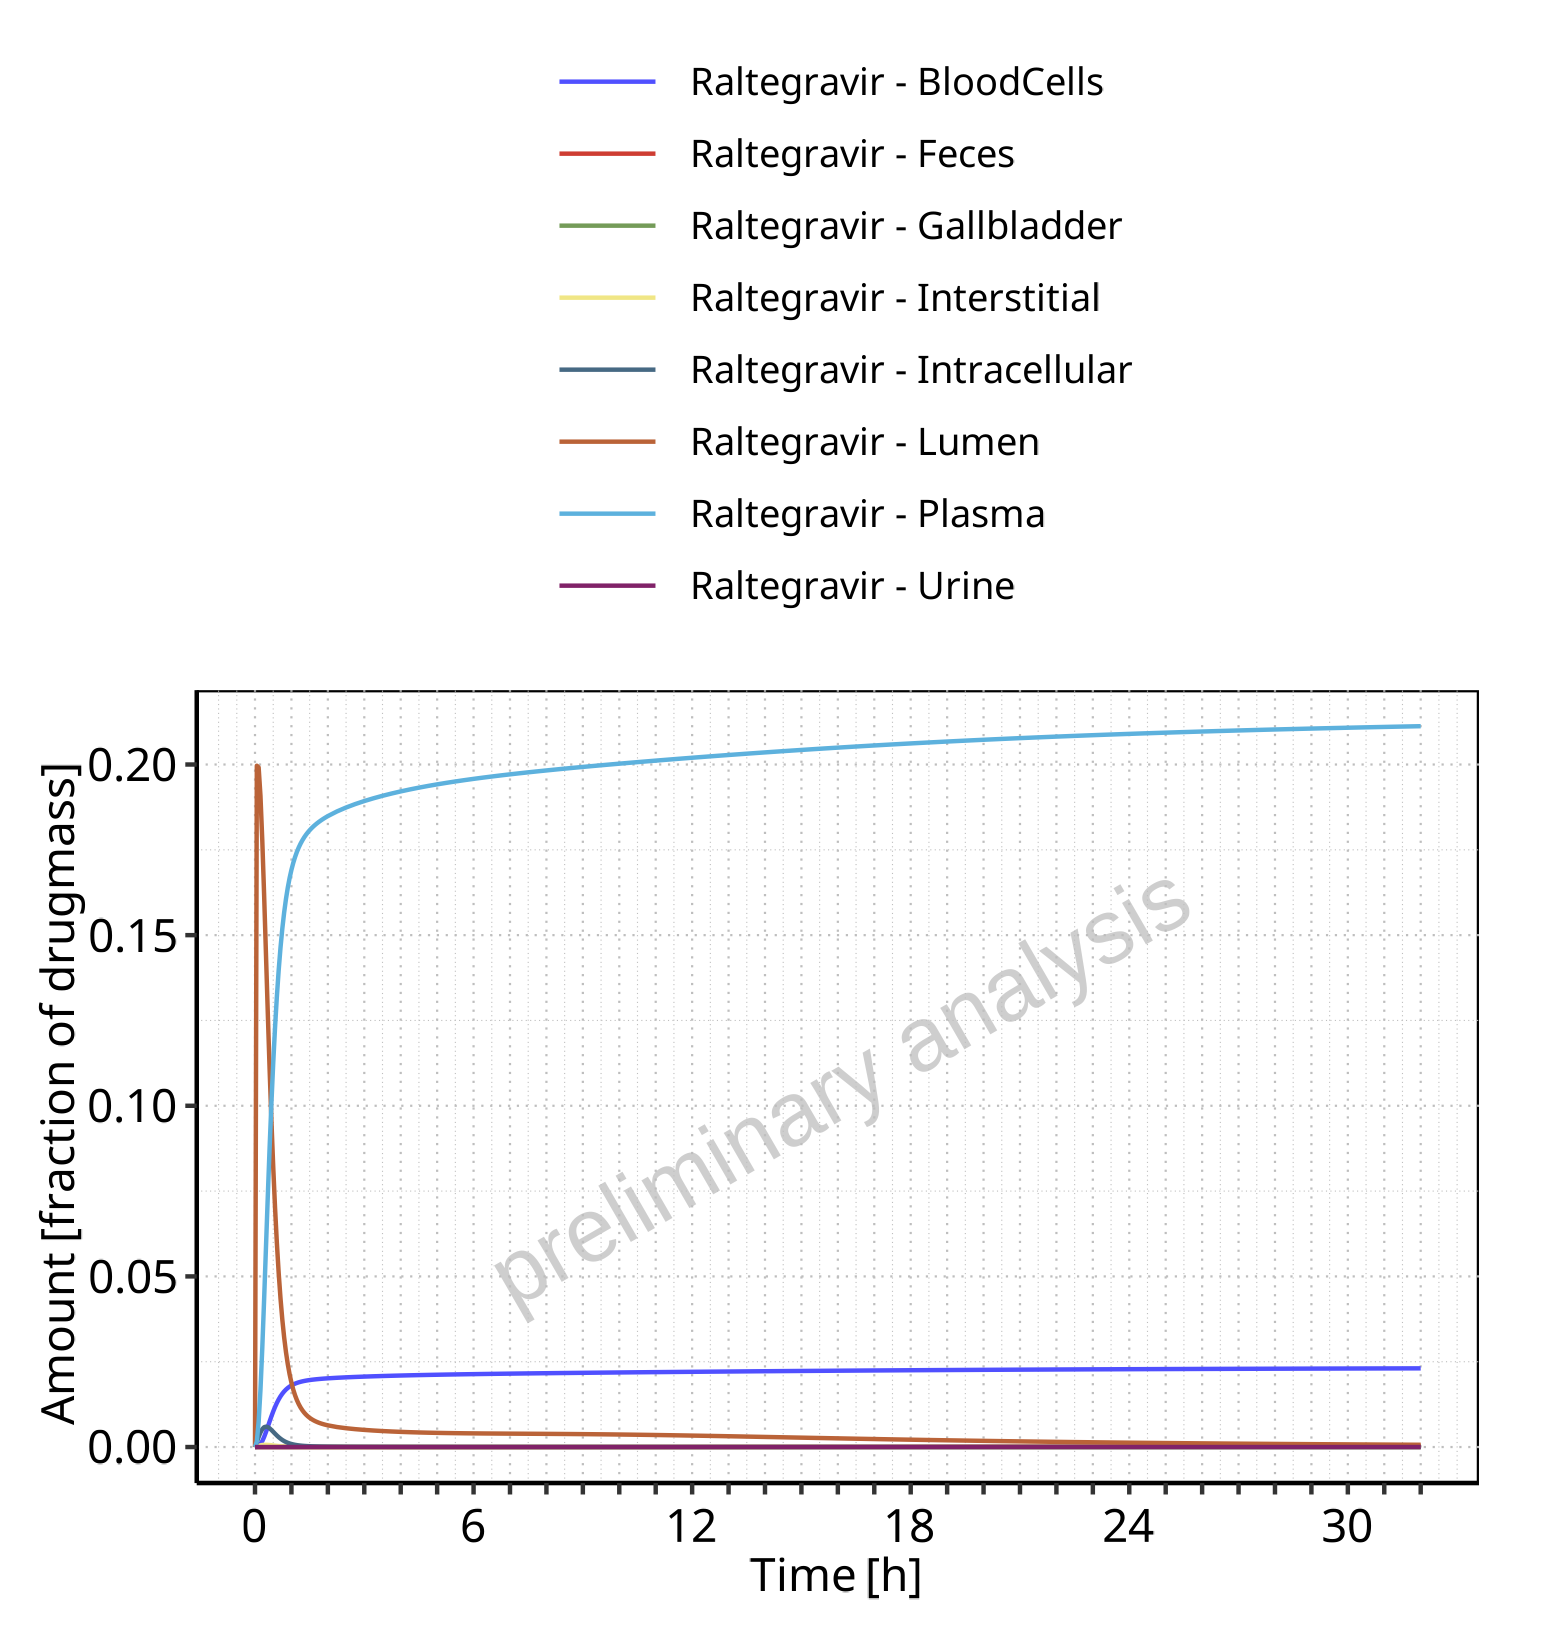 Raltegravir - BloodCells
Raltegravir - Feces
Raltegravir - Gallbladder
Raltegravir - Interstitial
Raltegravir - Intracellular
Raltegravir - Lumen
Raltegravir - Plasma
Raltegravir - Urine
Amount [fraction of drugmass]
0.20
0.15
0.10
0.05
0.00
preliminary analysis
0 6 12 18 24 30
Time [h]